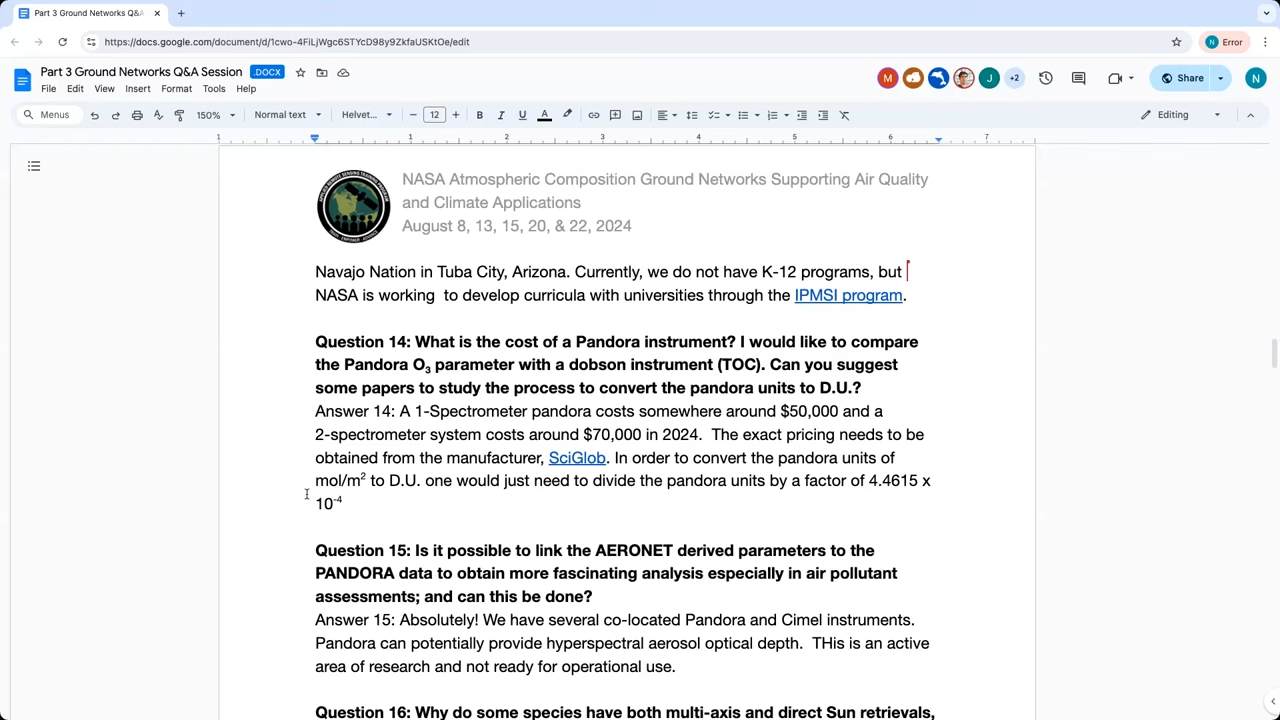 Part 3 Ground Networks Q&A
https://docs.google.com/document/d/1cwo-4FiLjWgc6STYcD98y9ZkfaUSKtOe/edit
Error
Part 3 Ground Networks Q&A Session .DOCX
File Edit View Insert Format Tools Help
M J +2 Share N
Menus 150% Normal text Helvet... 12 B I U A Editing
1 1 2 3 4 5 6 7
NASA Atmospheric Composition Ground Networks Supporting Air Quality
and Climate Applications
August 8, 13, 15, 20, & 22, 2024
Navajo Nation in Tuba City, Arizona. Currently, we do not have K-12 programs, but
NASA is working to develop curricula with universities through the IPMSI program.
Question 14: What is the cost of a Pandora instrument? I would like to compare
the Pandora O₃ parameter with a dobson instrument (TOC). Can you suggest
some papers to study the process to convert the pandora units to D.U.?
Answer 14: A 1-Spectrometer pandora costs somewhere around $50,000 and a
2-spectrometer system costs around $70,000 in 2024. The exact pricing needs to be
obtained from the manufacturer, SciGlob. In order to convert the pandora units of
mol/m² to D.U. one would just need to divide the pandora units by a factor of 4.4615 x
10⁻⁴
Question 15: Is it possible to link the AERONET derived parameters to the
PANDORA data to obtain more fascinating analysis especially in air pollutant
assessments; and can this be done?
Answer 15: Absolutely! We have several co-located Pandora and Cimel instruments.
Pandora can potentially provide hyperspectral aerosol optical depth. THis is an active
area of research and not ready for operational use.
Question 16: Why do some species have both multi-axis and direct Sun retrievals,